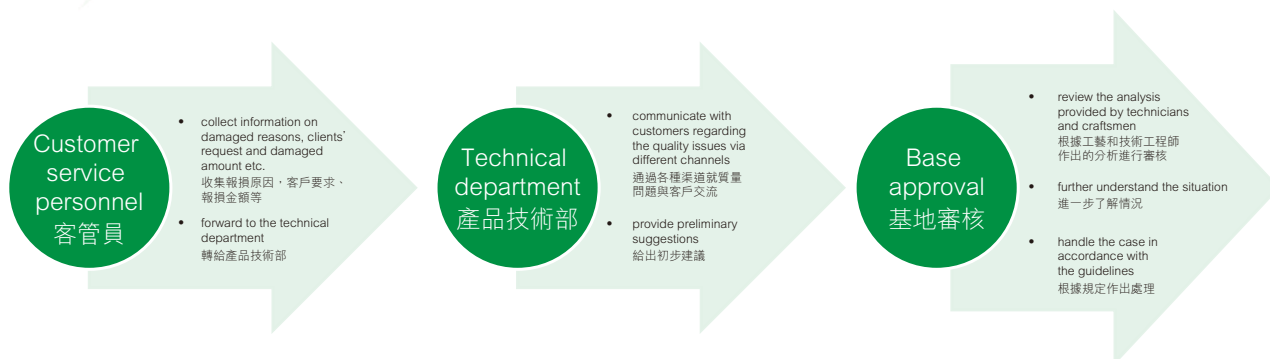 Customer
service
personnel
客管員
• collect information on
damaged reasons, clients'
request and damaged
amount etc.
收集報損原因，客戶要求、
報損金額等
• forward to the technical
department
轉給產品技術部
Technical
department
產品技術部
• communicate with
customers regarding
the quality issues via
different channels
通過各種渠道就質量
問題與客戶交流
• provide preliminary
suggestions
給出初步建議
Base
approval
基地審核
• review the analysis
provided by technicians
and craftsmen
根據工藝和技術工程師
作出的分析進行審核
• further understand the situation
進一步了解情況
• handle the case in
accordance with
the guidelines
根據規定作出處理